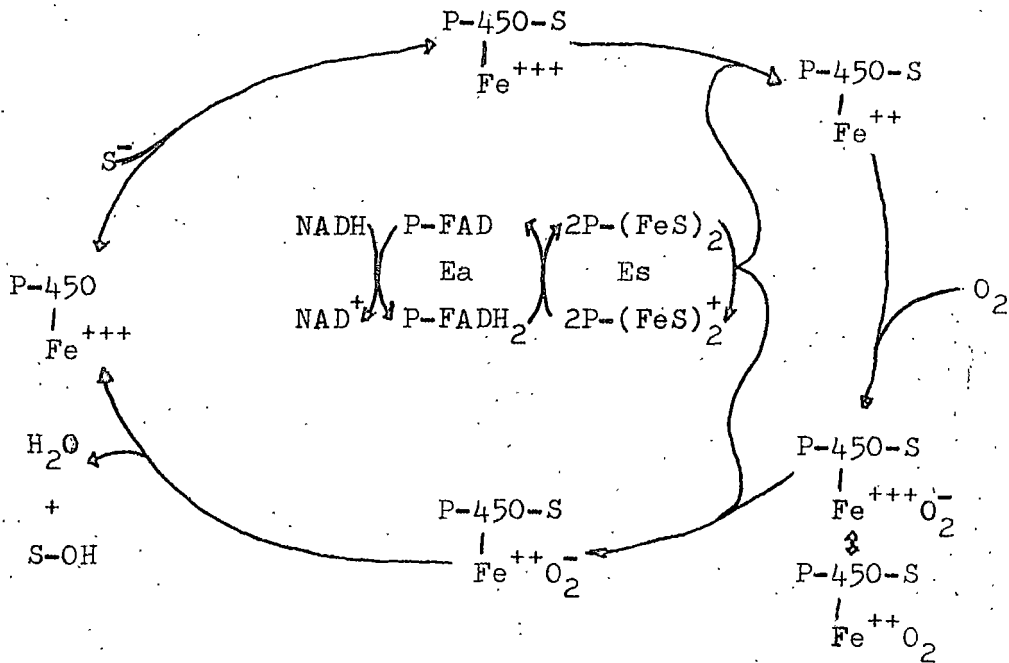 P-450-S
Fe+++
P-450-S
Fe++
S-
NADH P-FAD 2P-(FeS)2
Ea Es
NAD+ P-FADH2 2P-(FeS)2+
P-450
Fe+++
O2
H2O
+
S-OH
P-450-S
Fe++O2-
P-450-S
Fe+++O2-
P-450-S
Fe++O2